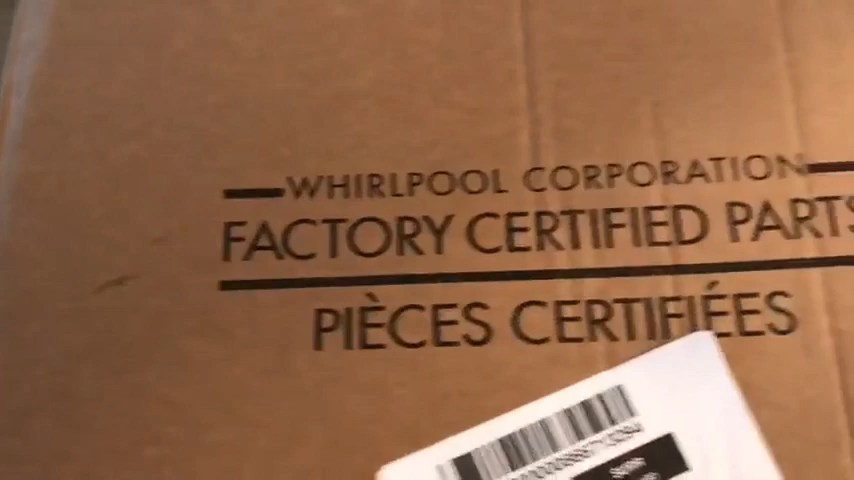 WHIRLPOOL CORPORATION
FACTORY CERTIFIED PARTS
PIÈCES CERTIFIÉES